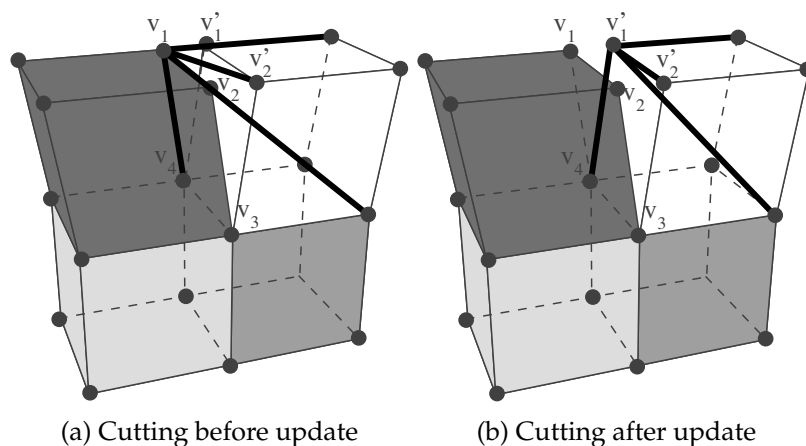 v1 v'1 v1 v'1
v'2 v'2
v2 v2
v4 v4
v3 v3
(a) Cutting before update (b) Cutting after update